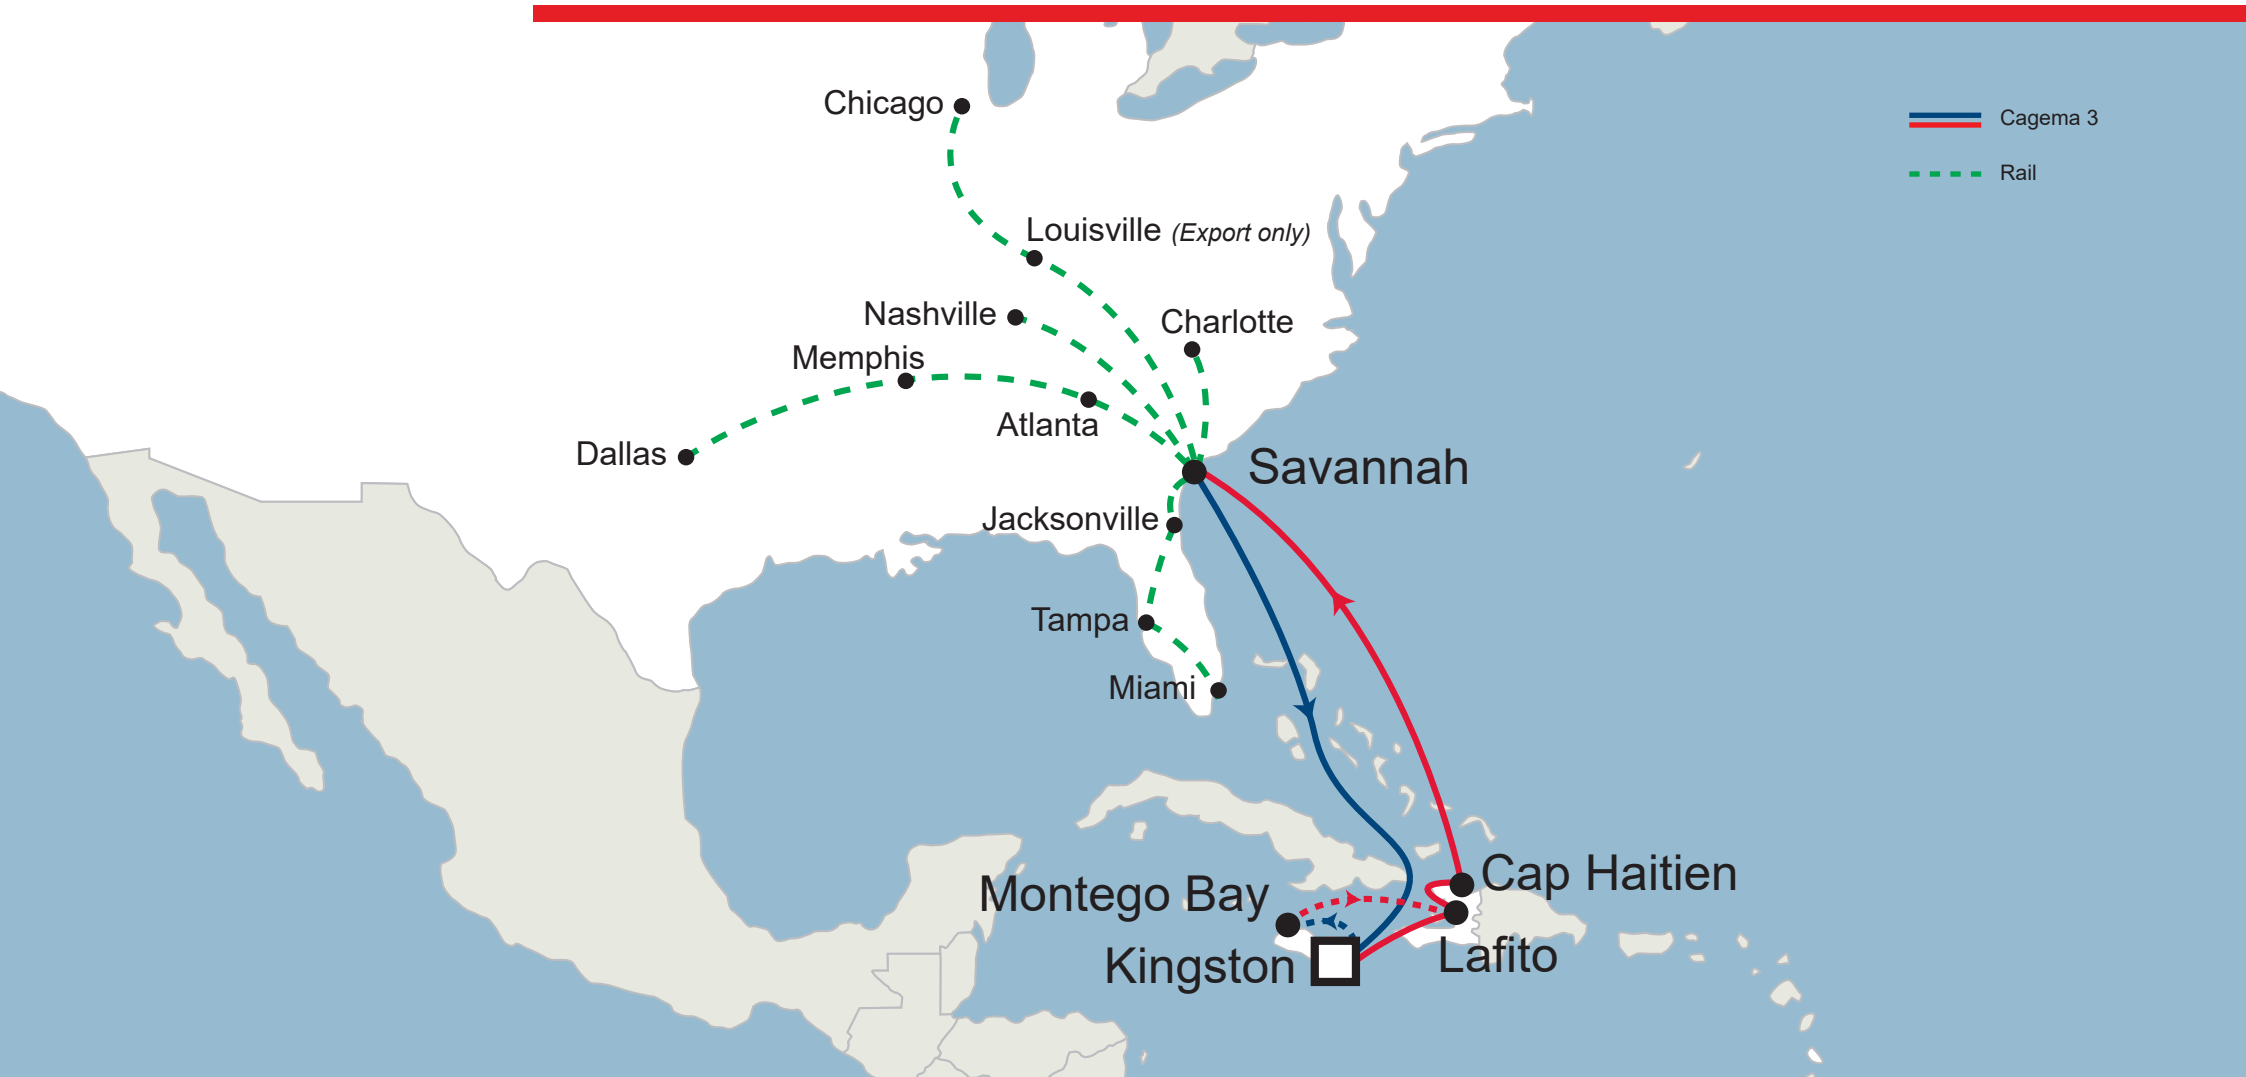 Chicago
Cagema 3
Rail
Louisville (Export only)
Nashville
Charlotte
Memphis
Atlanta
Dallas
Savannah
Jacksonville
Tampa
Miami
Cap Haitien
Montego Bay
Lafito
Kingston